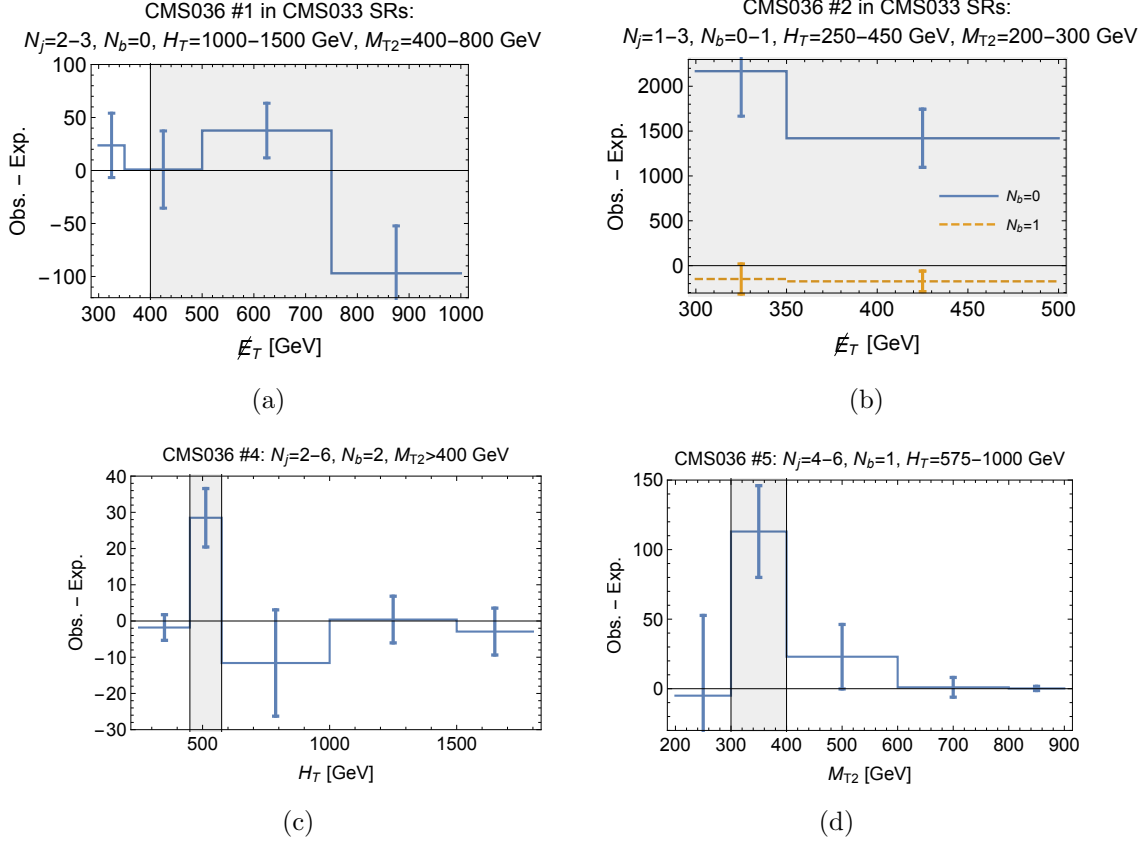 CMS036 #1 in CMS033 SRs:
N_j=2−3, N_b=0, H_T=1000−1500 GeV, M_T2=400−800 GeV
Obs. − Exp.
100
50
0
−50
−100
300 400 500 600 700 800 900 1000
E̸_T [GeV]
(a)
CMS036 #2 in CMS033 SRs:
N_j=1−3, N_b=0−1, H_T=250−450 GeV, M_T2=200−300 GeV
Obs. − Exp.
2000
1500
1000
500
0
N_b=0
N_b=1
300 350 400 450 500
E̸_T [GeV]
(b)
CMS036 #4: N_j=2−6, N_b=2, M_T2>400 GeV
Obs. − Exp.
40
30
20
10
0
−10
−20
−30
500 1000 1500
H_T [GeV]
(c)
CMS036 #5: N_j=4−6, N_b=1, H_T=575−1000 GeV
Obs. − Exp.
150
100
50
0
200 300 400 500 600 700 800 900
M_T2 [GeV]
(d)